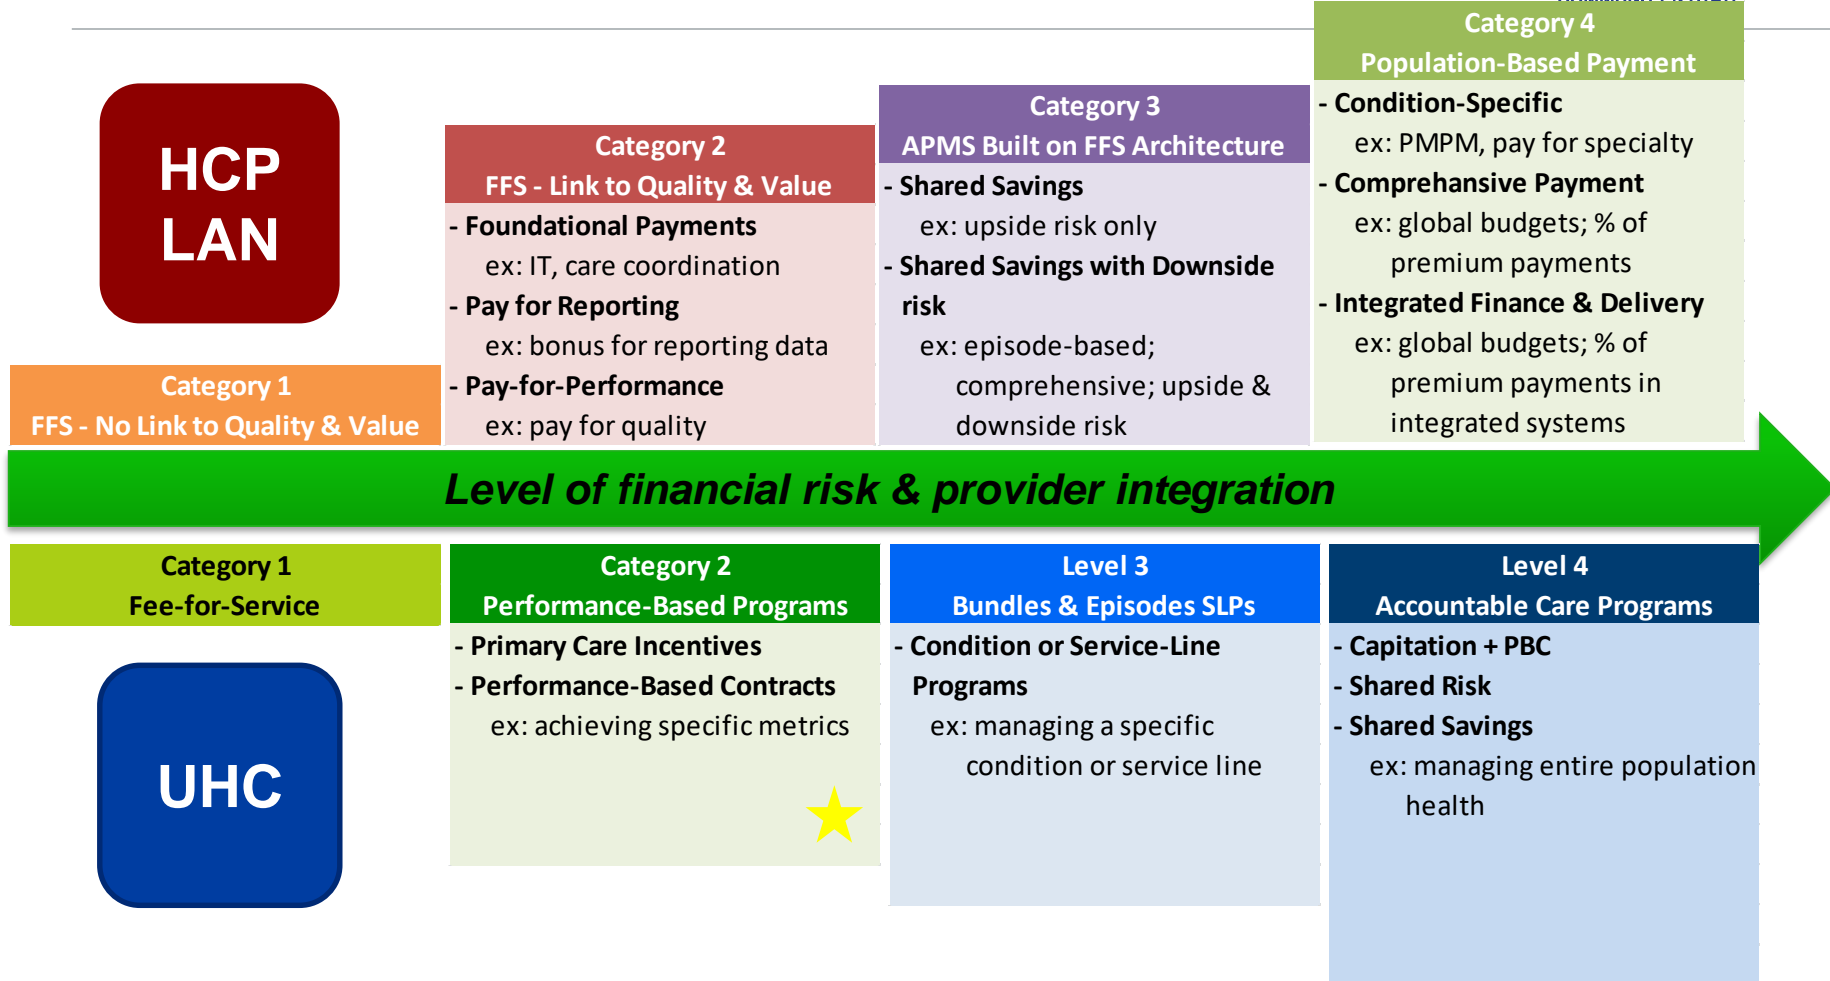 HCP
LAN
Category 1
FFS - No Link to Quality & Value
Category 2
FFS - Link to Quality & Value
- Foundational Payments
ex: IT, care coordination
- Pay for Reporting
ex: bonus for reporting data
- Pay-for-Performance
ex: pay for quality
Category 3
APMS Built on FFS Architecture
- Shared Savings
ex: upside risk only
- Shared Savings with Downside
risk
ex: episode-based;
comprehensive; upside &
downside risk
Category 4
Population-Based Payment
- Condition-Specific
ex: PMPM, pay for specialty
- Comprehansive Payment
ex: global budgets; % of
premium payments
- Integrated Finance & Delivery
ex: global budgets; % of
premium payments in
integrated systems
Level of financial risk & provider integration
Category 1
Fee-for-Service
UHC
Category 2
Performance-Based Programs
- Primary Care Incentives
- Performance-Based Contracts
ex: achieving specific metrics
Level 3
Bundles & Episodes SLPs
- Condition or Service-Line
Programs
ex: managing a specific
condition or service line
Level 4
Accountable Care Programs
- Capitation + PBC
- Shared Risk
- Shared Savings
ex: managing entire population
health